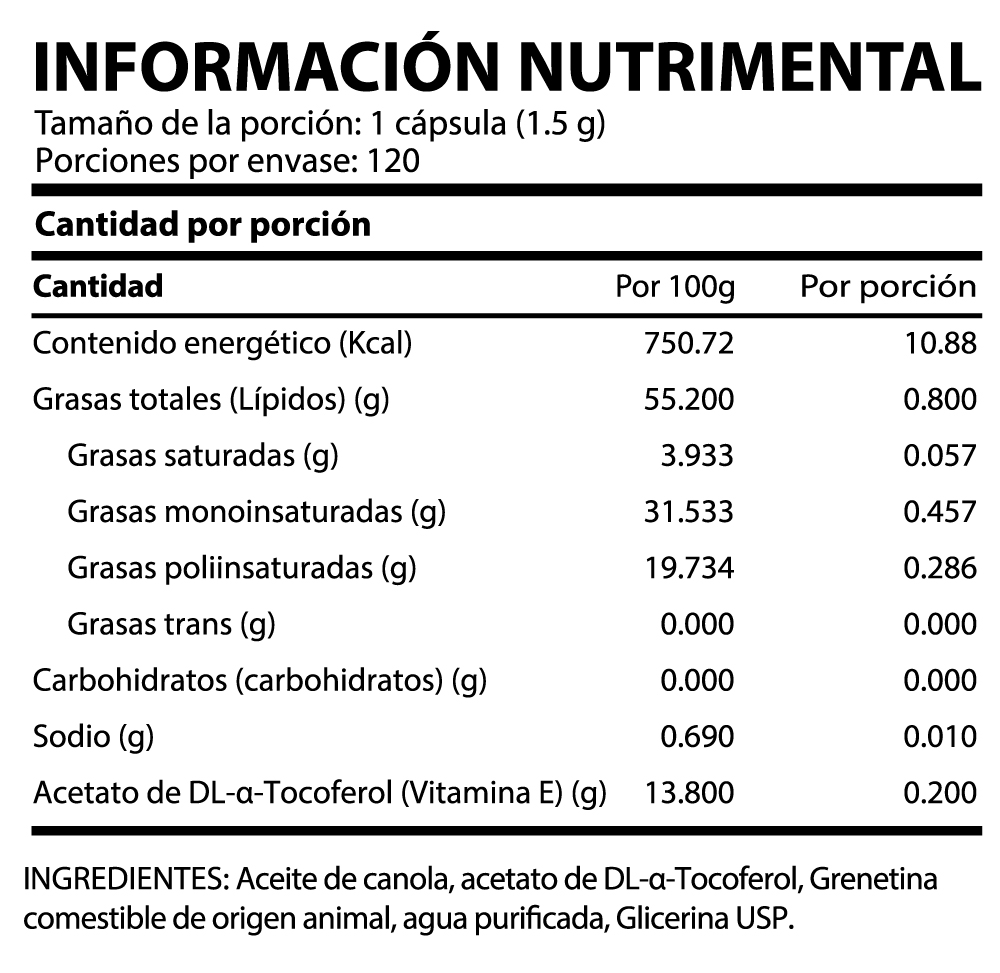 INFORMACIÓN NUTRIMENTAL
Tamaño de la porción: 1 cápsula (1.5 g)
Porciones por envase: 120
Cantidad por porción
Cantidad Por 100g Por porción
Contenido energético (Kcal) 750.72 10.88
Grasas totales (Lípidos) (g) 55.200 0.800
Grasas saturadas (g) 3.933 0.057
Grasas monoinsaturadas (g) 31.533 0.457
Grasas poliinsaturadas (g) 19.734 0.286
Grasas trans (g) 0.000 0.000
Carbohidratos (carbohidratos) (g) 0.000 0.000
Sodio (g) 0.690 0.010
Acetato de DL-α-Tocoferol (Vitamina E) (g) 13.800 0.200
INGREDIENTES: Aceite de canola, acetato de DL-α-Tocoferol, Grenetina
comestible de origen animal, agua purificada, Glicerina USP.